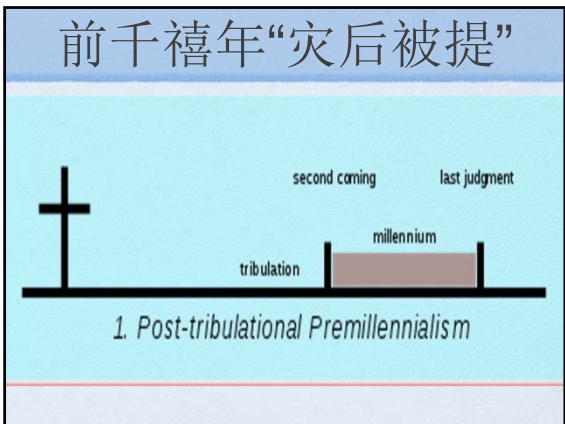 前千禧年“灾后被提”
second coming last judgment
millennium
tribulation
1. Post-tribulational Premillennialism